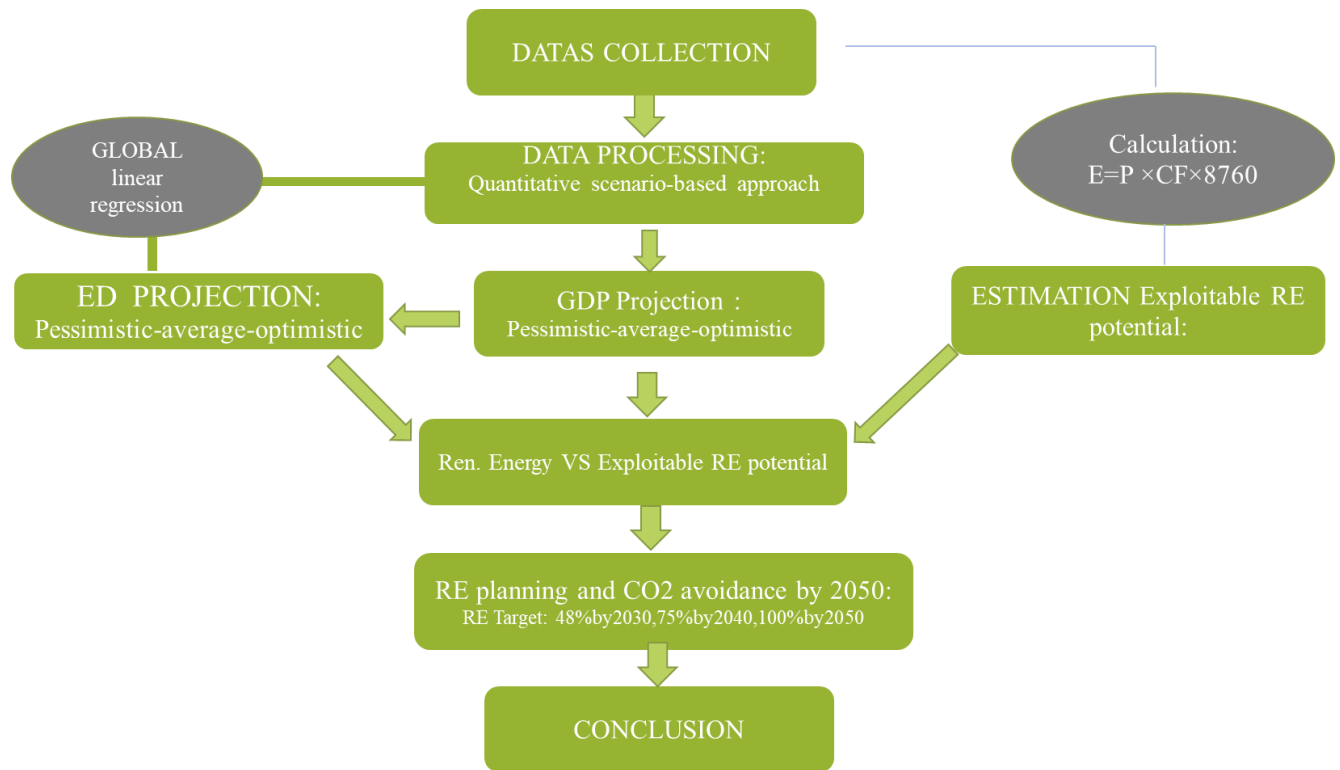 DATAS COLLECTION
GLOBAL
linear
regression
DATA PROCESSING:
Quantitative scenario-based approach
Calculation:
E=P ×CF×8760
ED PROJECTION:
Pessimistic-average-optimistic
GDP Projection :
Pessimistic-average-optimistic
ESTIMATION Exploitable RE
potential:
Ren. Energy VS Exploitable RE potential
RE planning and CO2 avoidance by 2050:
RE Target: 48%by2030,75%by2040,100%by2050
CONCLUSION